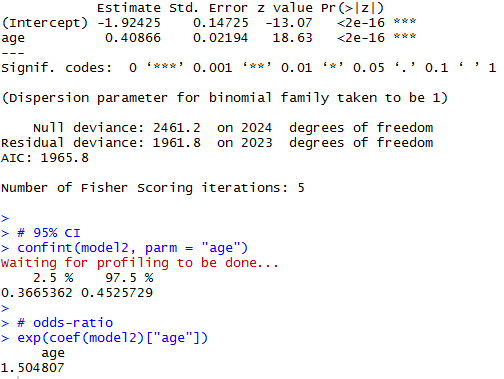 Estimate Std. Error z value Pr(>|z|)
(Intercept) -1.92425    0.14725  -13.07   <2e-16 ***
age          0.40866    0.02194   18.63   <2e-16 ***
---
Signif. codes:  0 ‘***’ 0.001 ‘**’ 0.01 ‘*’ 0.05 ‘.’ 0.1 ‘ ’ 1
(Dispersion parameter for binomial family taken to be 1)
    Null deviance: 2461.2  on 2024  degrees of freedom
Residual deviance: 1961.8  on 2023  degrees of freedom
AIC: 1965.8
Number of Fisher Scoring iterations: 5
>
> # 95% CI
> confint(model2, parm = "age")
Waiting for profiling to be done...
    2.5 %    97.5 %
0.3665362 0.4525729
>
> # odds-ratio
> exp(coef(model2)["age"])
     age
1.504807